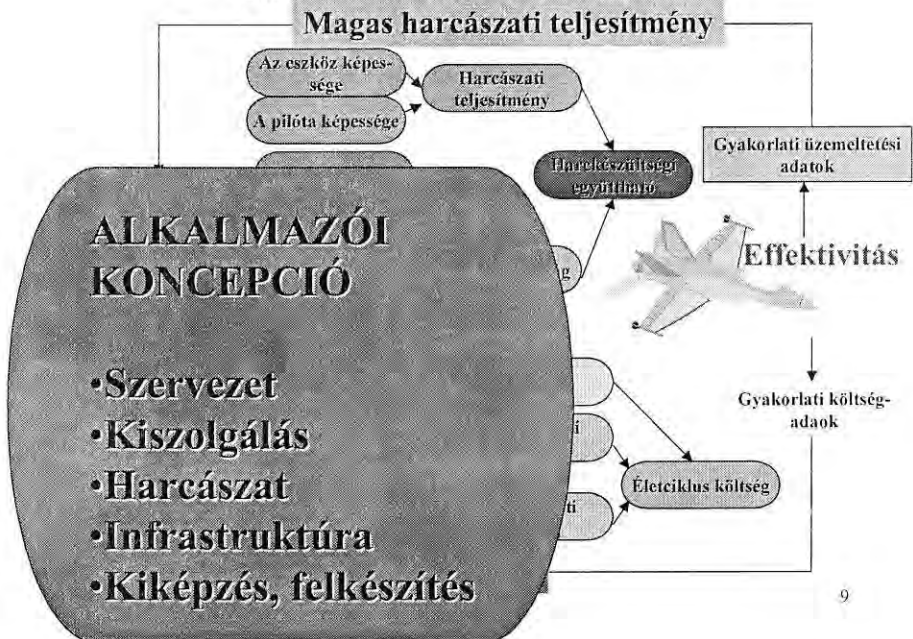 Magas harcászati teljesítmény
Az eszköz képes-
sége
A pilóta képessége
Harcászati
teljesítmény
Harckészültségi
együttható
Gyakorlati üzemeltetési
adatok
Effektivitás
Gyakorlati költség-
adaok
g
í
ti
Életciklus költség
ALKALMAZÓI
KONCEPCIÓ
•Szervezet
•Kiszolgálás
•Harcászat
•Infrastruktúra
•Kiképzés, felkészítés
9